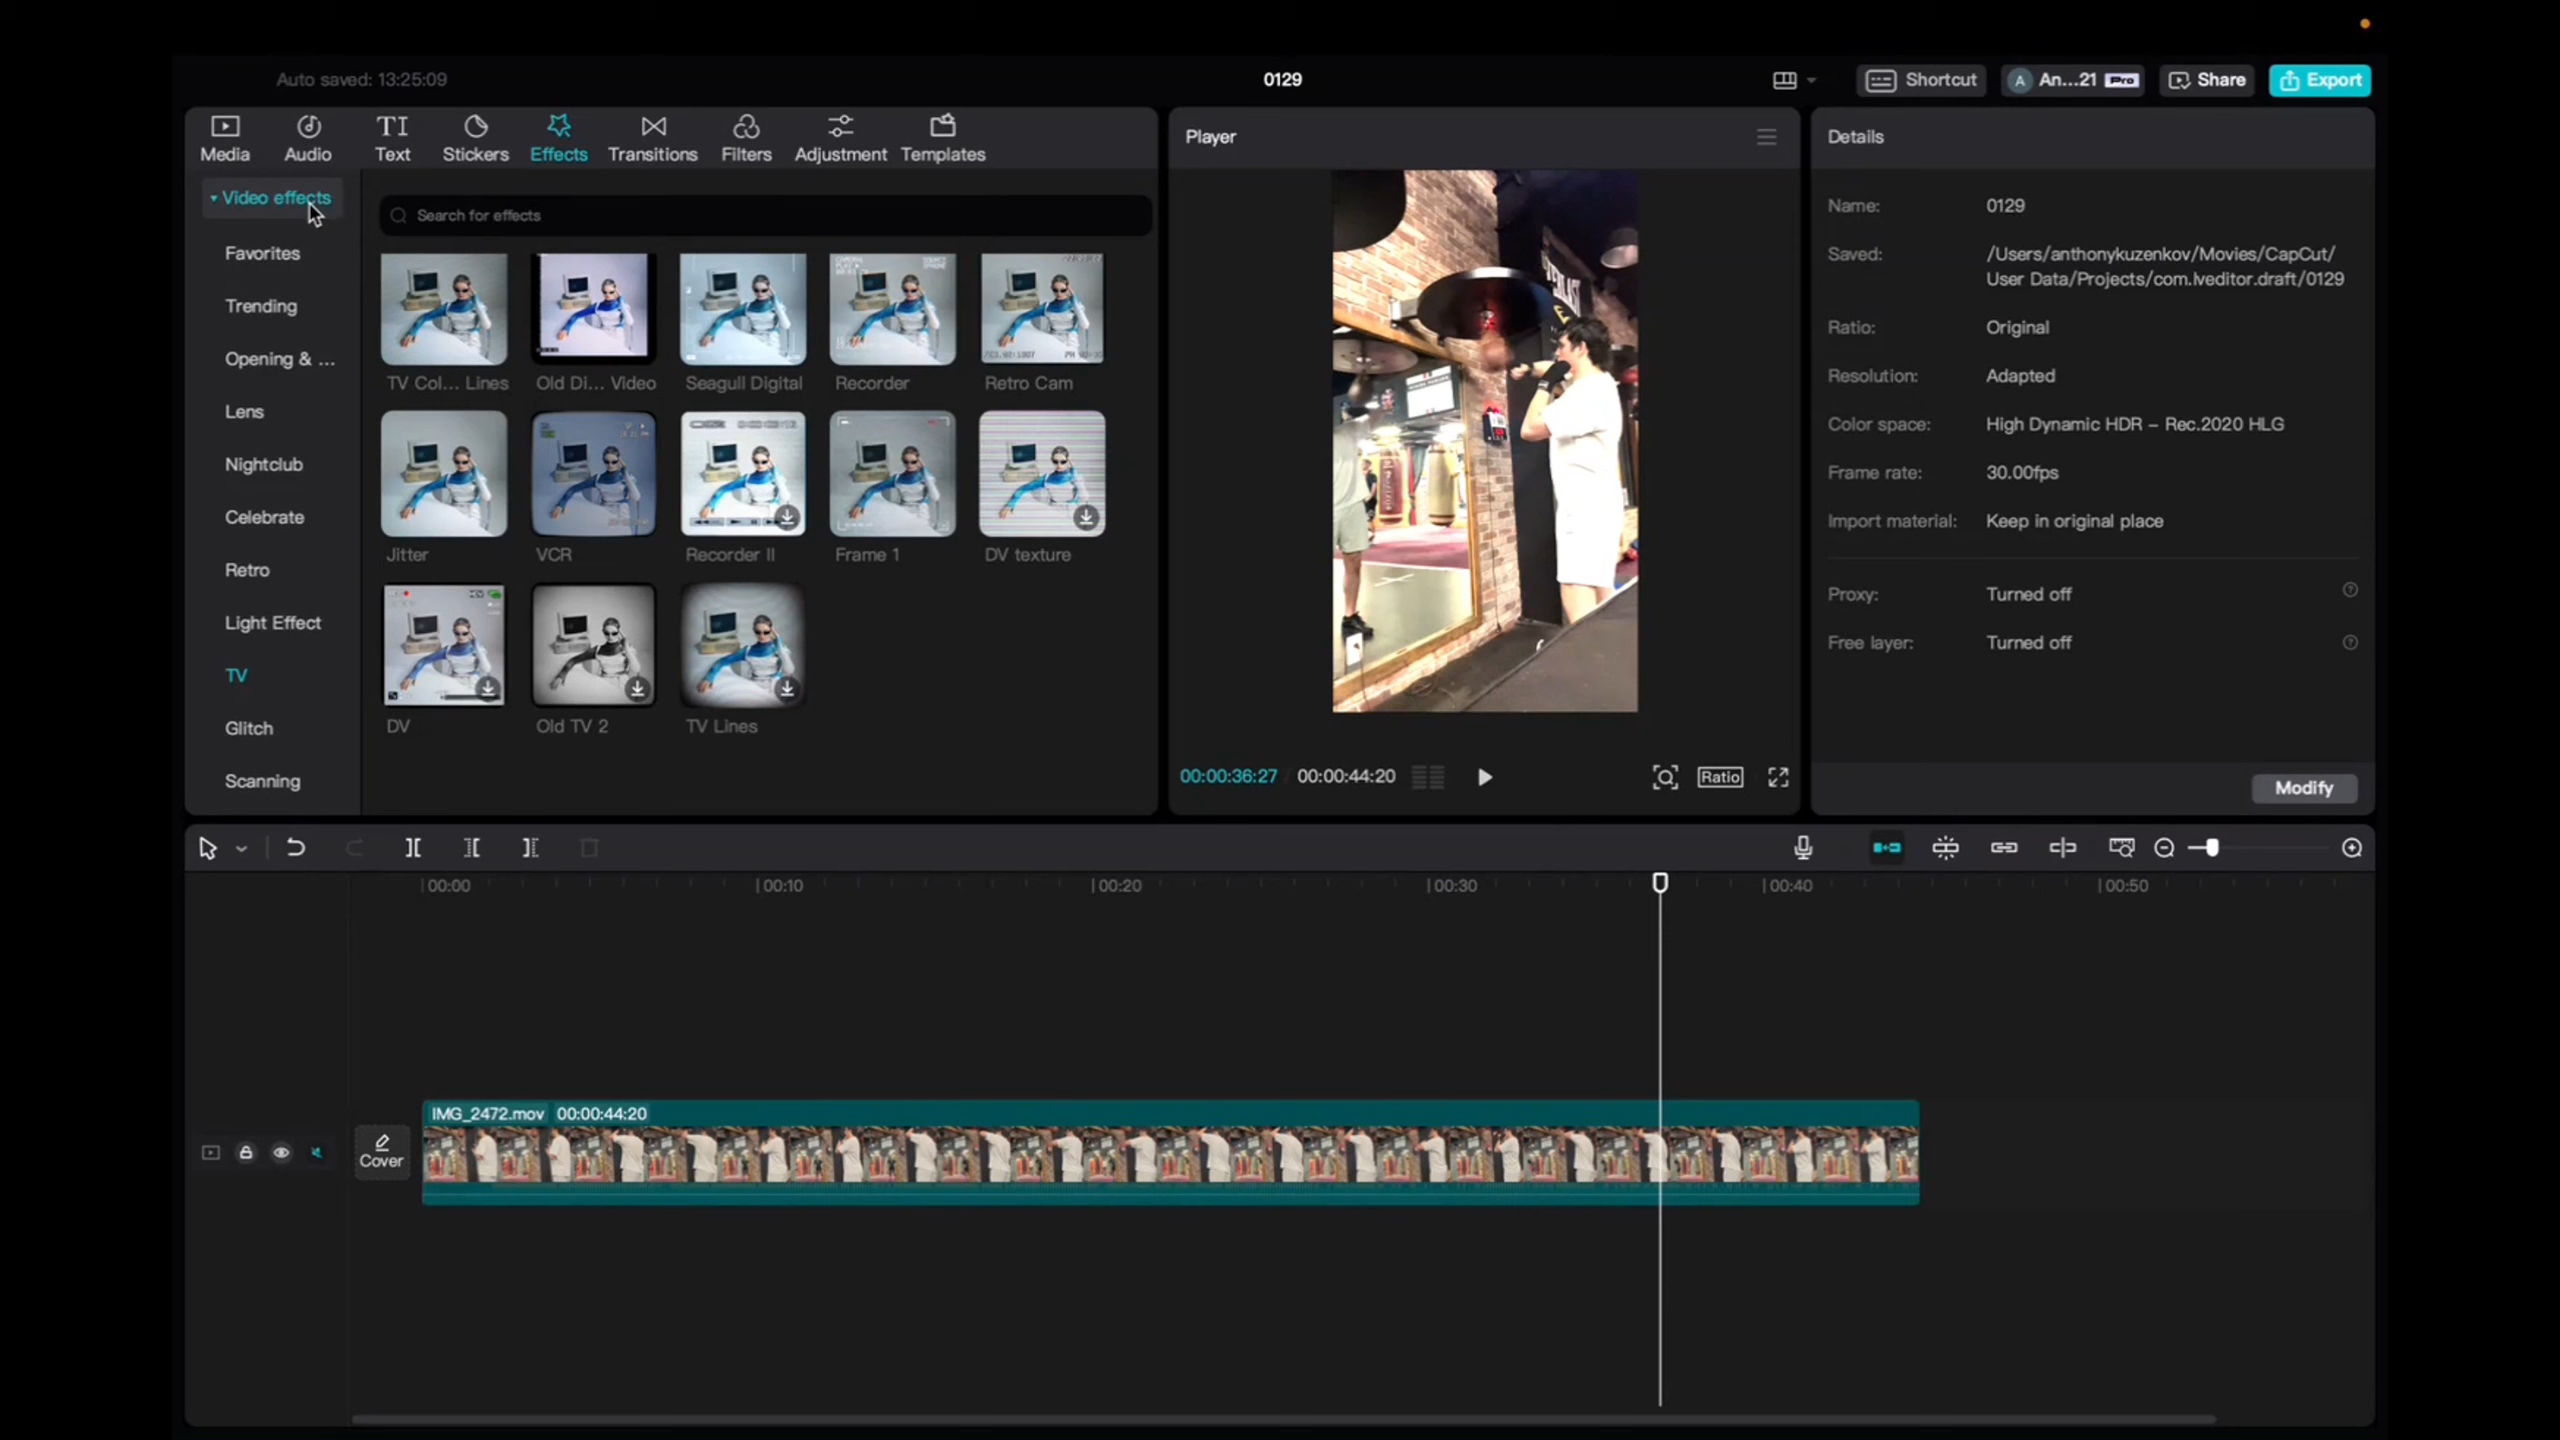 Auto saved: 13:25:09
0129
Shortcut
An...21 Pro
Share
Export
Media
Audio
Text
Stickers
Effects
Transitions
Filters
Adjustment
Templates
Video effects
Favorites
Trending
Opening & ...
Lens
Nightclub
Celebrate
Retro
Light Effect
TV
Glitch
Scanning
Search for effects
TV Col... Lines
Old Di... Video
Seagull Digital
Recorder
Retro Cam
Jitter
VCR
Recorder II
Frame 1
DV texture
DV
Old TV 2
TV Lines
Player
00:00:36:27
00:00:44:20
Ratio
Details
Name: 0129
Saved: /Users/anthonykuzenkov/Movies/CapCut/
User Data/Projects/com.lveditor.draft/0129
Ratio: Original
Resolution: Adapted
Color space: High Dynamic HDR – Rec.2020 HLG
Frame rate: 30.00fps
Import material: Keep in original place
Proxy: Turned off
Free layer: Turned off
Modify
00:00
00:10
00:20
00:30
00:40
00:50
IMG_2472.mov 00:00:44:20
Cover